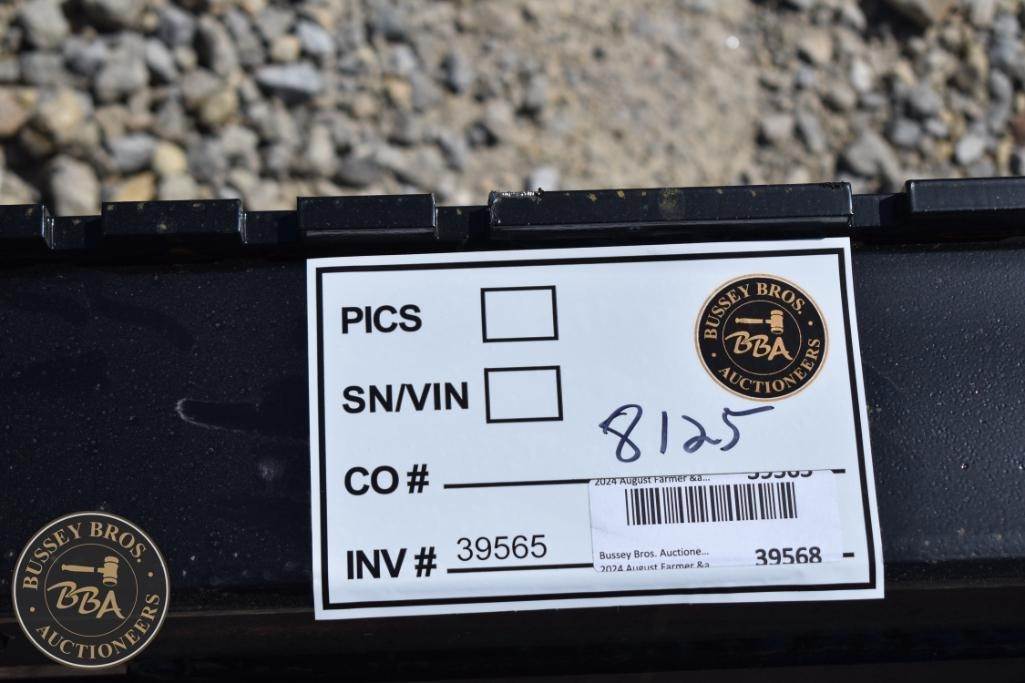 PICS
BUSSEY BROS.
BBA
AUCTIONEERS
SN/VIN
8125
CO #
2024 August Farmer &a... 39565
Bussey Bros. Auctione... 39568
2024 August Farmer &a
INV # 39565
BUSSEY BROS.
BBA
AUCTIONEERS